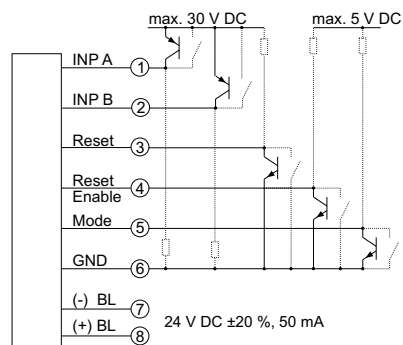 max. 30 V DC
max. 5 V DC
INP A 1
INP B 2
Reset 3
Reset
Enable 4
Mode 5
GND 6
(-) BL 7
(+) BL 8
24 V DC ±20 %, 50 mA